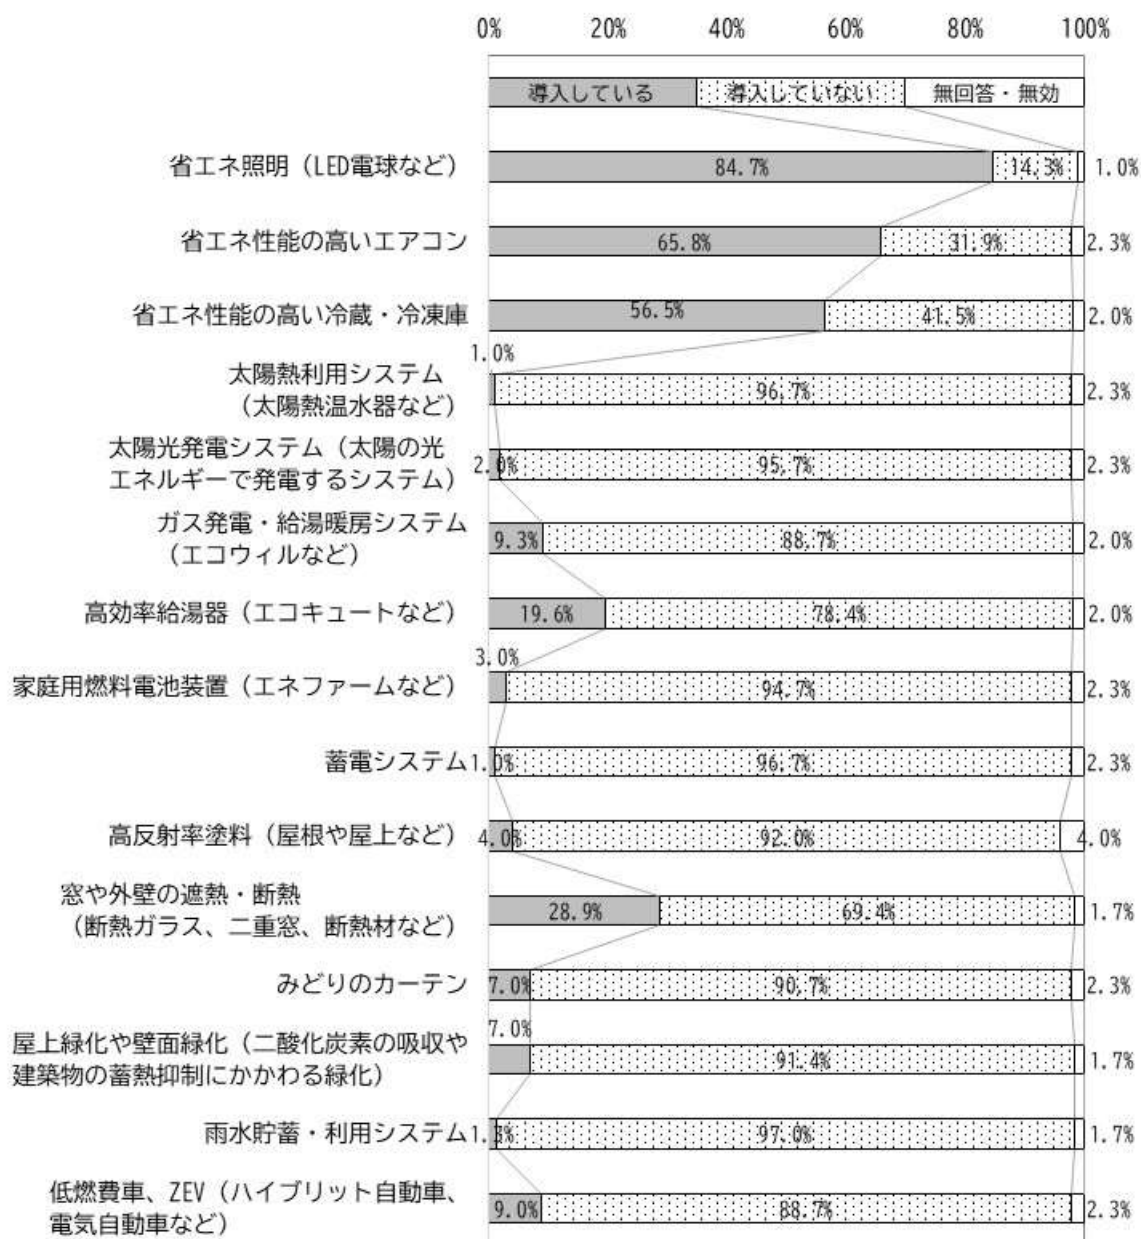 0% 20% 40% 60% 80% 100%
導入している 導入していない 無回答・無効
省エネ照明（LED電球など） 84.7% 14.3% 1.0%
省エネ性能の高いエアコン 65.8% 31.9% 2.3%
省エネ性能の高い冷蔵・冷凍庫 56.5% 41.5% 2.0%
1.0%
太陽熱利用システム
（太陽熱温水器など） 96.7% 2.3%
太陽光発電システム（太陽の光
エネルギーで発電するシステム） 2.0% 95.7% 2.3%
ガス発電・給湯暖房システム
（エコウィルなど） 9.3% 88.7% 2.0%
高効率給湯器（エコキュートなど） 19.6% 78.4% 2.0%
3.0%
家庭用燃料電池装置（エネファームなど） 94.7% 2.3%
蓄電システム 1.0% 96.7% 2.3%
高反射率塗料（屋根や屋上など） 4.0% 92.0% 4.0%
窓や外壁の遮熱・断熱
（断熱ガラス、二重窓、断熱材など） 28.9% 69.4% 1.7%
みどりのカーテン 7.0% 90.7% 2.3%
7.0%
屋上緑化や壁面緑化（二酸化炭素の吸収や
建築物の蓄熱抑制にかかわる緑化） 91.4% 1.7%
雨水貯蓄・利用システム 1.3% 97.0% 1.7%
低燃費車、ZEV（ハイブリット自動車、
電気自動車など） 9.0% 88.7% 2.3%